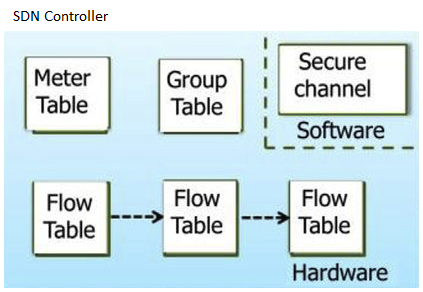 SDN Controller
Meter
Table
Group
Table
Secure
channel
Software
Flow
Table
Flow
Table
Flow
Table
Hardware